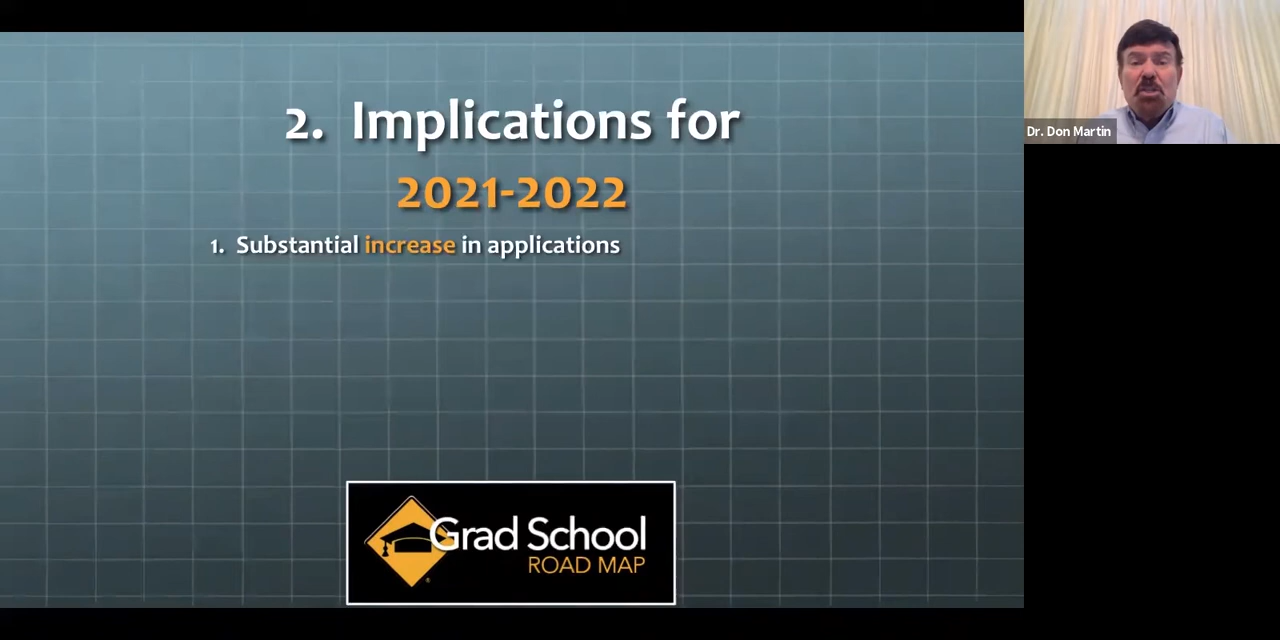 2. Implications for
2021-2022
1. Substantial increase in applications
Grad School
ROAD MAP
Dr. Don Martin